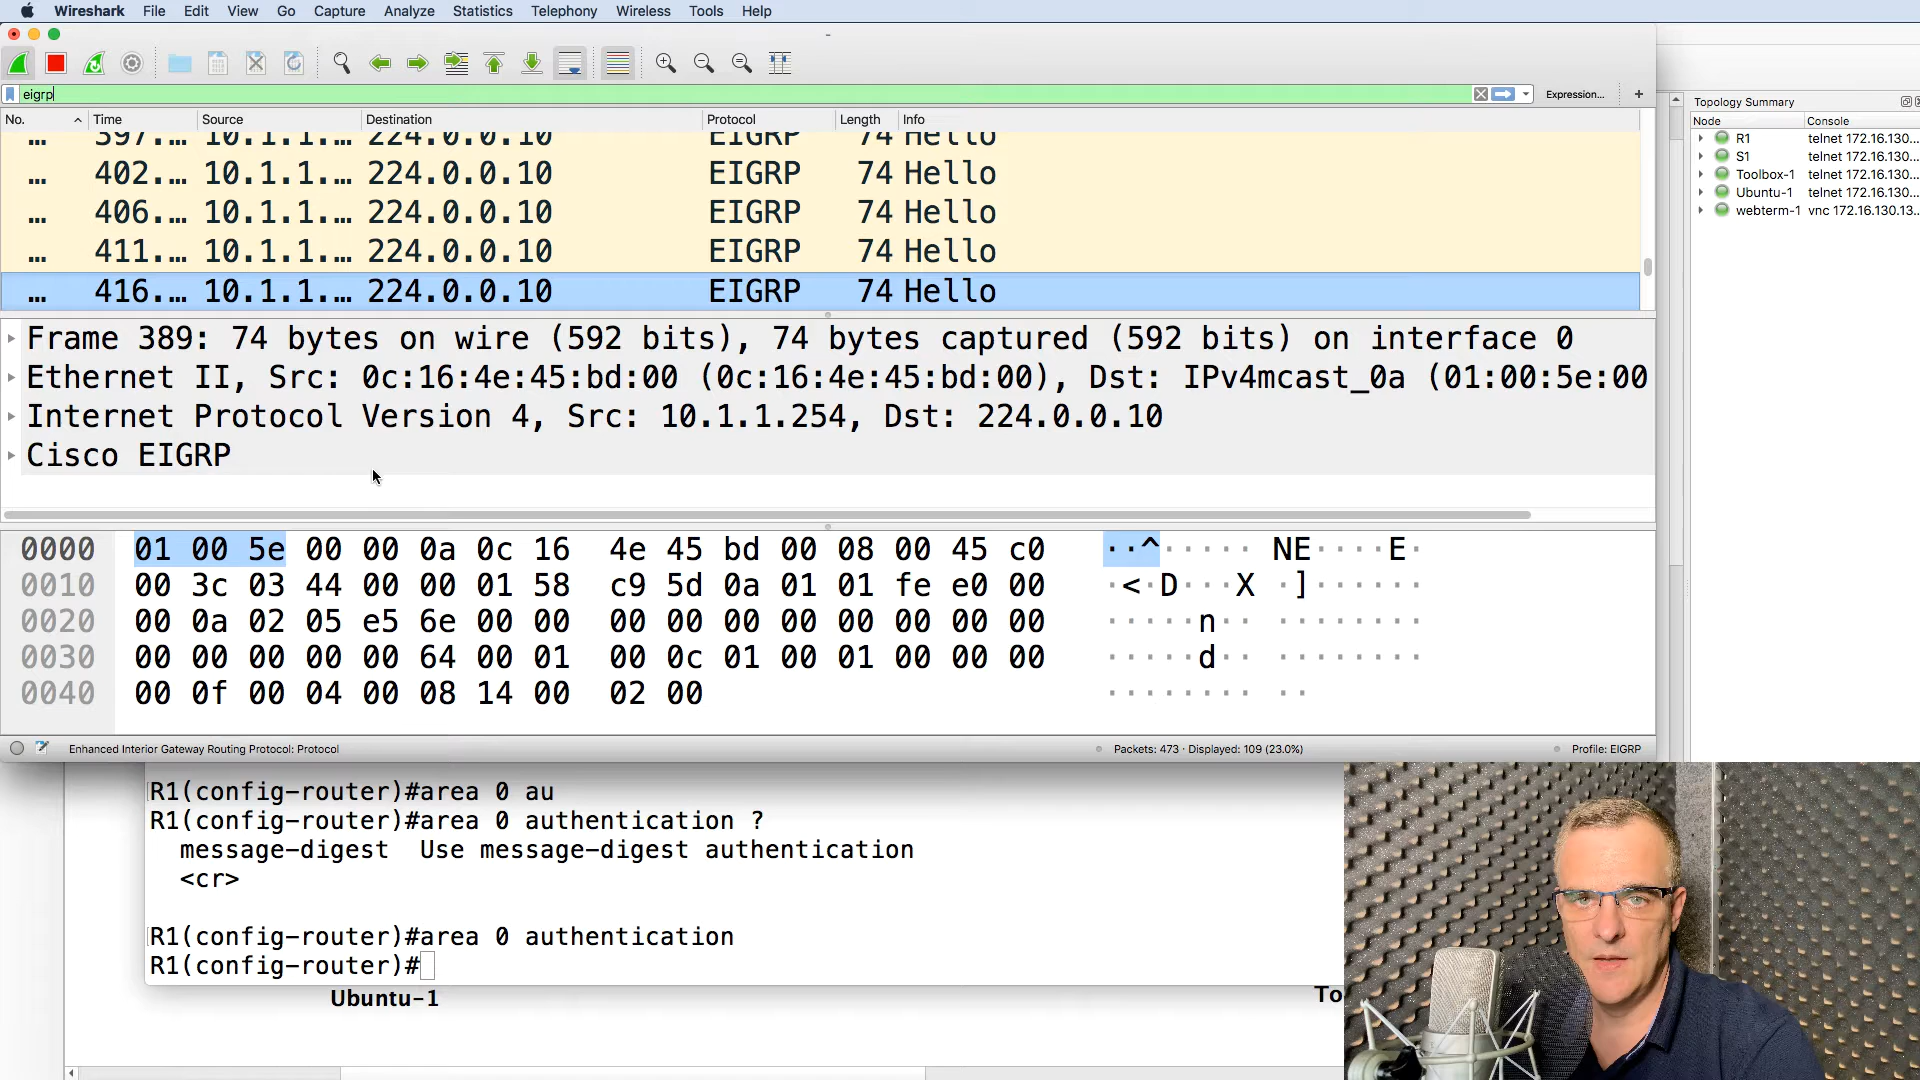 Wireshark File Edit View Go Capture Analyze Statistics Telephony Wireless Tools Help
eigrp
Expression... +
No. Time Source Destination Protocol Length Info
... 397.… 10.1.1.… 224.0.0.10 EIGRP 74 Hello
... 402.… 10.1.1.… 224.0.0.10 EIGRP 74 Hello
... 406.… 10.1.1.… 224.0.0.10 EIGRP 74 Hello
... 411.… 10.1.1.… 224.0.0.10 EIGRP 74 Hello
... 416.… 10.1.1.… 224.0.0.10 EIGRP 74 Hello
Frame 389: 74 bytes on wire (592 bits), 74 bytes captured (592 bits) on interface 0
Ethernet II, Src: 0c:16:4e:45:bd:00 (0c:16:4e:45:bd:00), Dst: IPv4mcast_0a (01:00:5e:00
Internet Protocol Version 4, Src: 10.1.1.254, Dst: 224.0.0.10
Cisco EIGRP
0000 01 00 5e 00 00 0a 0c 16 4e 45 bd 00 08 00 45 c0 ··^····· NE····E·
0010 00 3c 03 44 00 00 01 58 c9 5d 0a 01 01 fe e0 00 ·<·D···X ·]······
0020 00 0a 02 05 e5 6e 00 00 00 00 00 00 00 00 00 00 ·····n·· ········
0030 00 00 00 00 00 64 00 01 00 0c 01 00 01 00 00 00 ·····d·· ········
0040 00 0f 00 04 00 08 14 00 02 00 ········ ··
Enhanced Interior Gateway Routing Protocol: Protocol Packets: 473 · Displayed: 109 (23.0%) Profile: EIGRP
Topology Summary
Node Console
R1 telnet 172.16.130...
S1 telnet 172.16.130...
Toolbox-1 telnet 172.16.130...
Ubuntu-1 telnet 172.16.130...
webterm-1 vnc 172.16.130.13...
R1(config-router)#area 0 au
R1(config-router)#area 0 authentication ?
message-digest Use message-digest authentication
<cr>
R1(config-router)#area 0 authentication
R1(config-router)#
Ubuntu-1
To